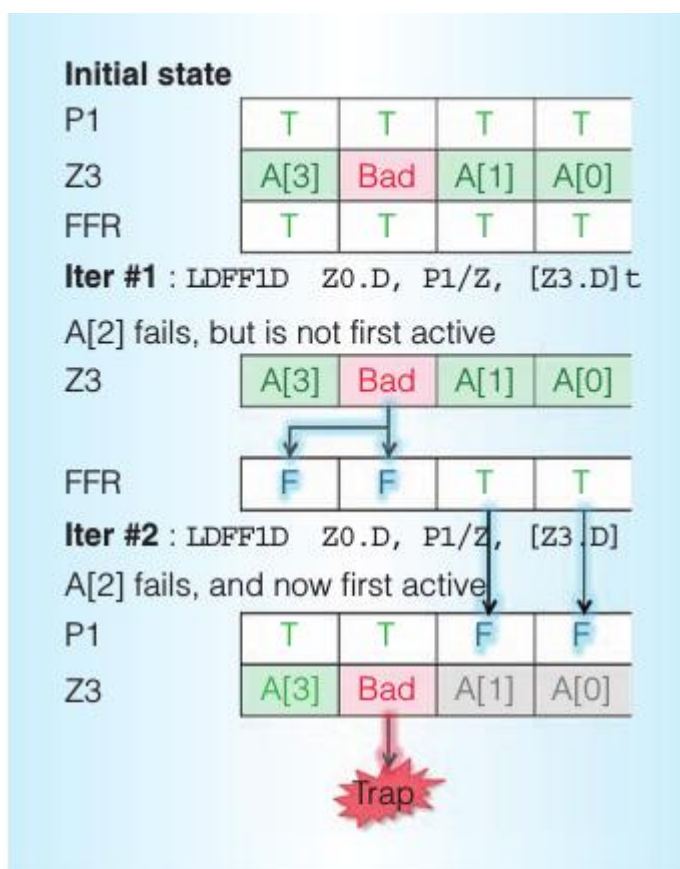 Initial state
P1 T T T T
Z3 A[3] Bad A[1] A[0]
FFR T T T T
Iter #1 : LDFF1D Z0.D, P1/Z, [Z3.D]t
A[2] fails, but is not first active
Z3 A[3] Bad A[1] A[0]
FFR F F T T
Iter #2 : LDFF1D Z0.D, P1/Z, [Z3.D]
A[2] fails, and now first active
P1 T T F F
Z3 A[3] Bad A[1] A[0]
Trap